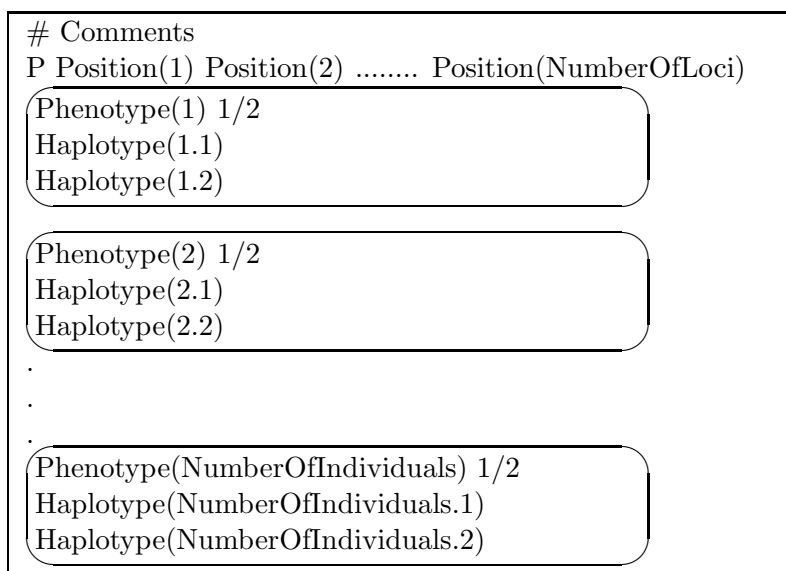 # Comments
P Position(1) Position(2) ........ Position(NumberOfLoci)
Phenotype(1) 1/2
Haplotype(1.1)
Haplotype(1.2)
Phenotype(2) 1/2
Haplotype(2.1)
Haplotype(2.2)
.
.
.
Phenotype(NumberOfIndividuals) 1/2
Haplotype(NumberOfIndividuals.1)
Haplotype(NumberOfIndividuals.2)